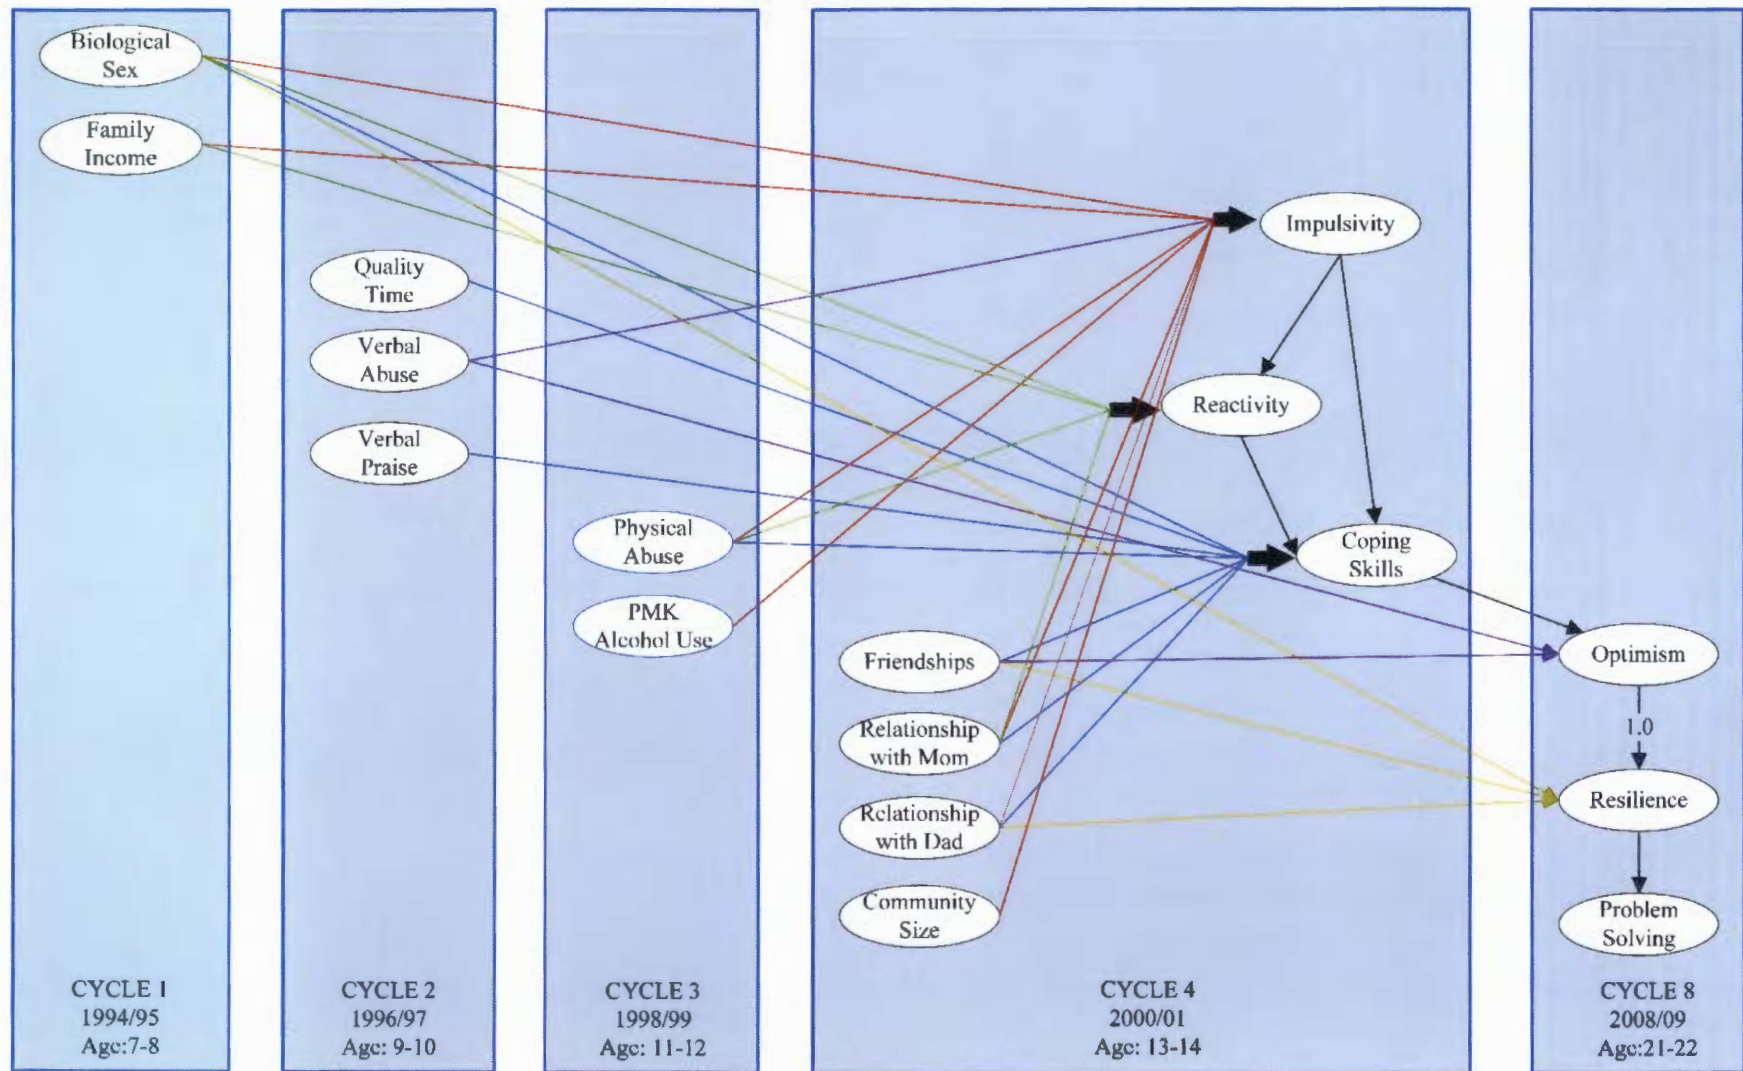 Biological
Sex
Family
Income
CYCLE 1
1994/95
Age:7-8
Quality
Time
Verbal
Abuse
Verbal
Praise
CYCLE 2
1996/97
Age: 9-10
Physical
Abuse
PMK
Alcohol Use
CYCLE 3
1998/99
Age: 11-12
Impulsivity
Reactivity
Coping
Skills
Friendships
Relationship
with Mom
Relationship
with Dad
Community
Size
CYCLE 4
2000/01
Age: 13-14
Optimism
1.0
Resilience
Problem
Solving
CYCLE 8
2008/09
Age:21-22